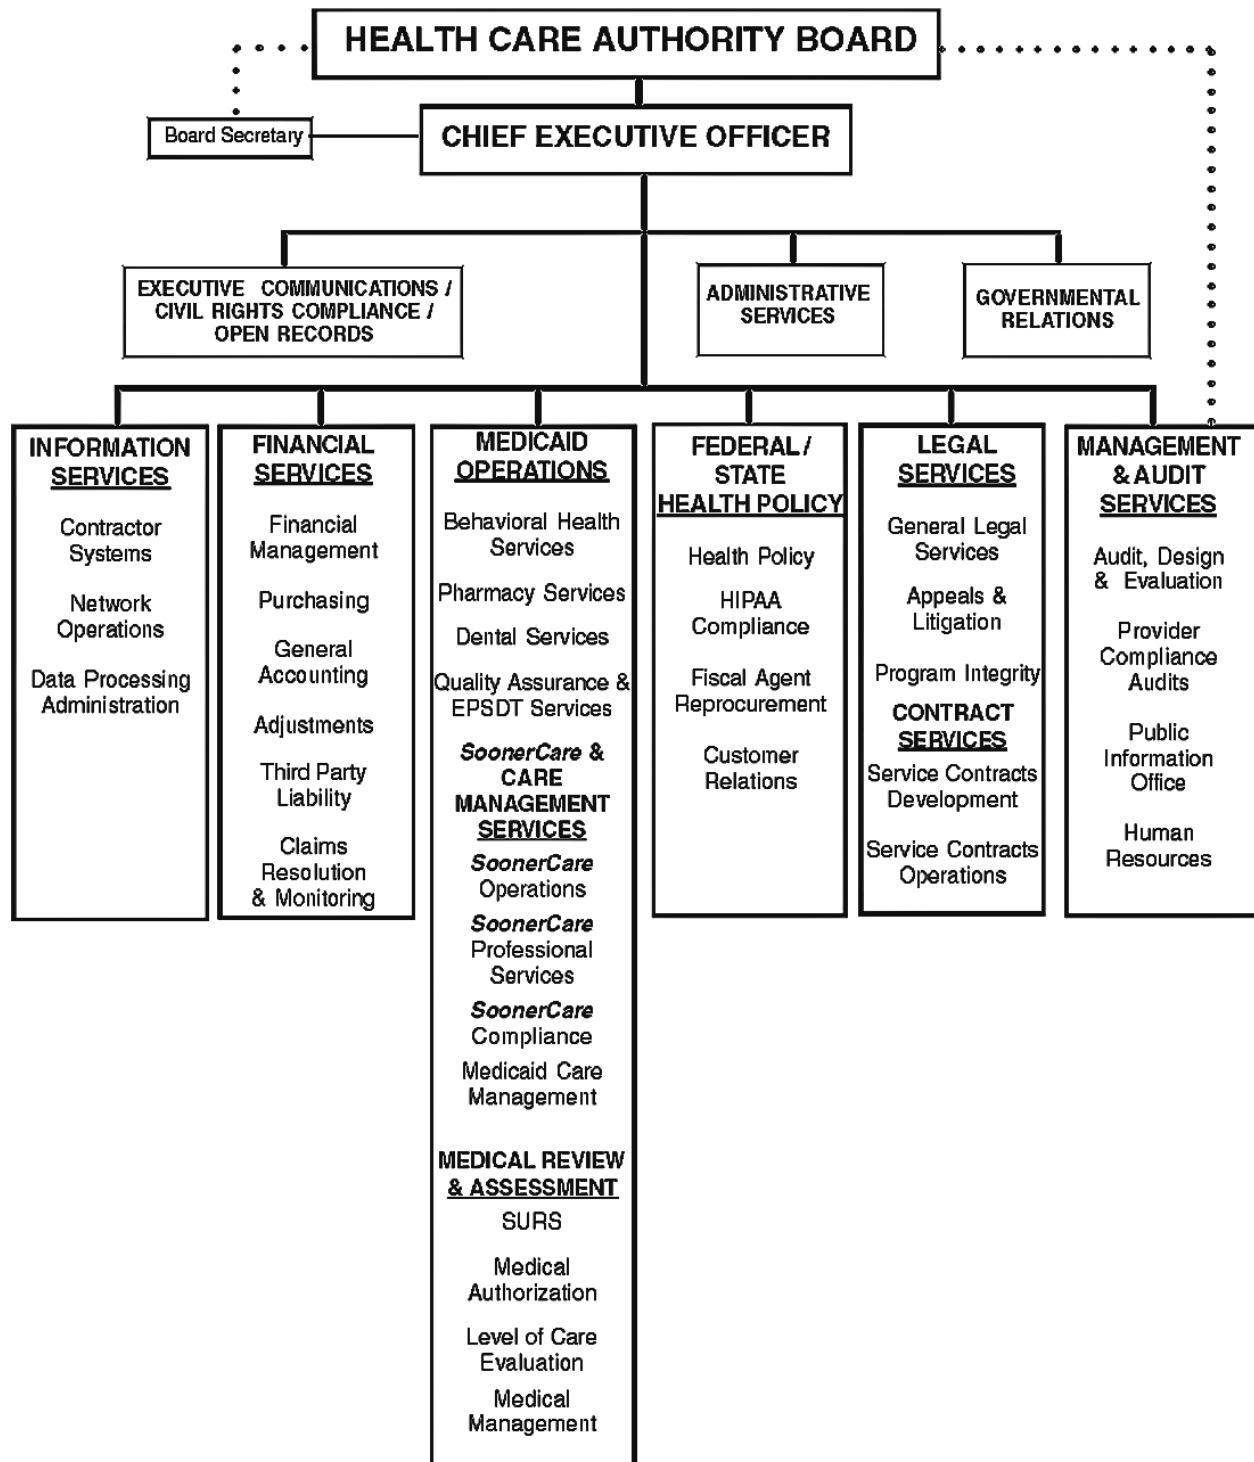 HEALTH CARE AUTHORITY BOARD
Board Secretary
CHIEF EXECUTIVE OFFICER
EXECUTIVE COMMUNICATIONS /
CIVIL RIGHTS COMPLIANCE /
OPEN RECORDS
ADMINISTRATIVE
SERVICES
GOVERNMENTAL
RELATIONS
INFORMATION
SERVICES
Contractor
Systems
Network
Operations
Data Processing
Administration
FINANCIAL
SERVICES
Financial
Management
Purchasing
General
Accounting
Adjustments
Third Party
Liability
Claims
Resolution
& Monitoring
MEDICAID
OPERATIONS
Behavioral Health
Services
Pharmacy Services
Dental Services
Quality Assurance &
EPSDT Services
SoonerCare &
CARE
MANAGEMENT
SERVICES
SoonerCare
Operations
SoonerCare
Professional
Services
SoonerCare
Compliance
Medicaid Care
Management
MEDICAL REVIEW
& ASSESSMENT
SURS
Medical
Authorization
Level of Care
Evaluation
Medical
Management
FEDERAL/
STATE
HEALTH POLICY
Health Policy
HIPAA
Compliance
Fiscal Agent
Reprocurement
Customer
Relations
LEGAL
SERVICES
General Legal
Services
Appeals &
Litigation
Program Integrity
CONTRACT
SERVICES
Service Contracts
Development
Service Contracts
Operations
MANAGEMENT
& AUDIT
SERVICES
Audit, Design
& Evaluation
Provider
Compliance
Audits
Public
Information
Office
Human
Resources